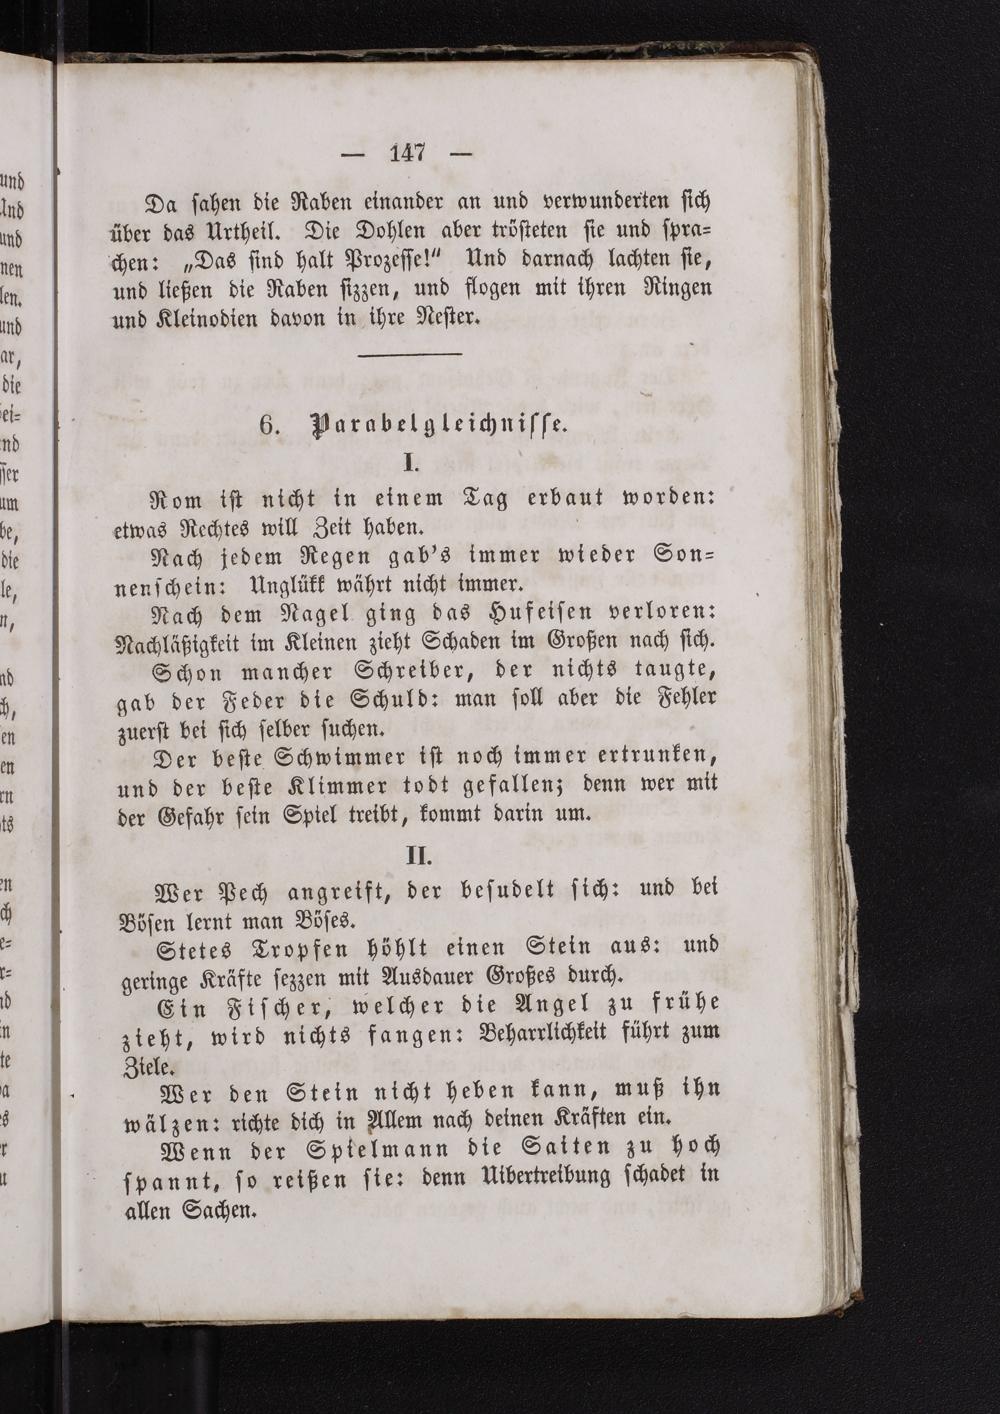 — 147 —
Da sahen die Raben einander an und verwunderten sich
über das Urtheil. Die Dohlen aber trösteten sie und spra-
chen: „Das sind halt Prozesse!“ Und darnach lachten sie,
und ließen die Raben sizzen, und flogen mit ihren Ringen
und Kleinodien davon in ihre Nester.
6. Parabelgleichnisse.
I.
Rom ist nicht in einem Tag erbaut worden:
etwas Rechtes will Zeit haben.
Nach jedem Regen gab's immer wieder Son-
nenschein: Unglükk währt nicht immer.
Nach dem Nagel ging das Hufeisen verloren:
Nachläßigkeit im Kleinen zieht Schaden im Großen nach sich.
Schon mancher Schreiber, der nichts taugte,
gab der Feder die Schuld: man soll aber die Fehler
zuerst bei sich selber suchen.
Der beste Schwimmer ist noch immer ertrunken,
und der beste Klimmer todt gefallen; denn wer mit
der Gefahr sein Spiel treibt, kommt darin um.
II.
Wer Pech angreift, der besudelt sich: und bei
Bösen lernt man Böses.
Stetes Tropfen höhlt einen Stein aus: und
geringe Kräfte sezzen mit Ausdauer Großes durch.
Ein Fischer, welcher die Angel zu frühe
zieht, wird nichts fangen: Beharrlichkeit führt zum
Ziele.
Wer den Stein nicht heben kann, muß ihn
wälzen: richte dich in Allem nach deinen Kräften ein.
Wenn der Spielmann die Saiten zu hoch
spannt, so reißen sie: denn Uibertreibung schadet in
allen Sachen.